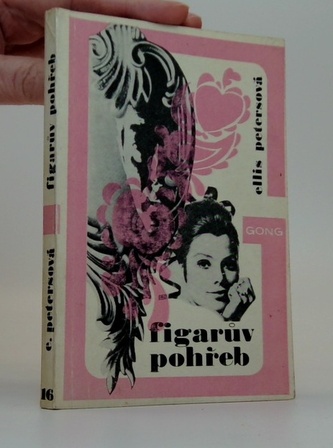 ellis petersová
GONG
figarův
pohřeb
figarův pohřeb
e. petersová
16